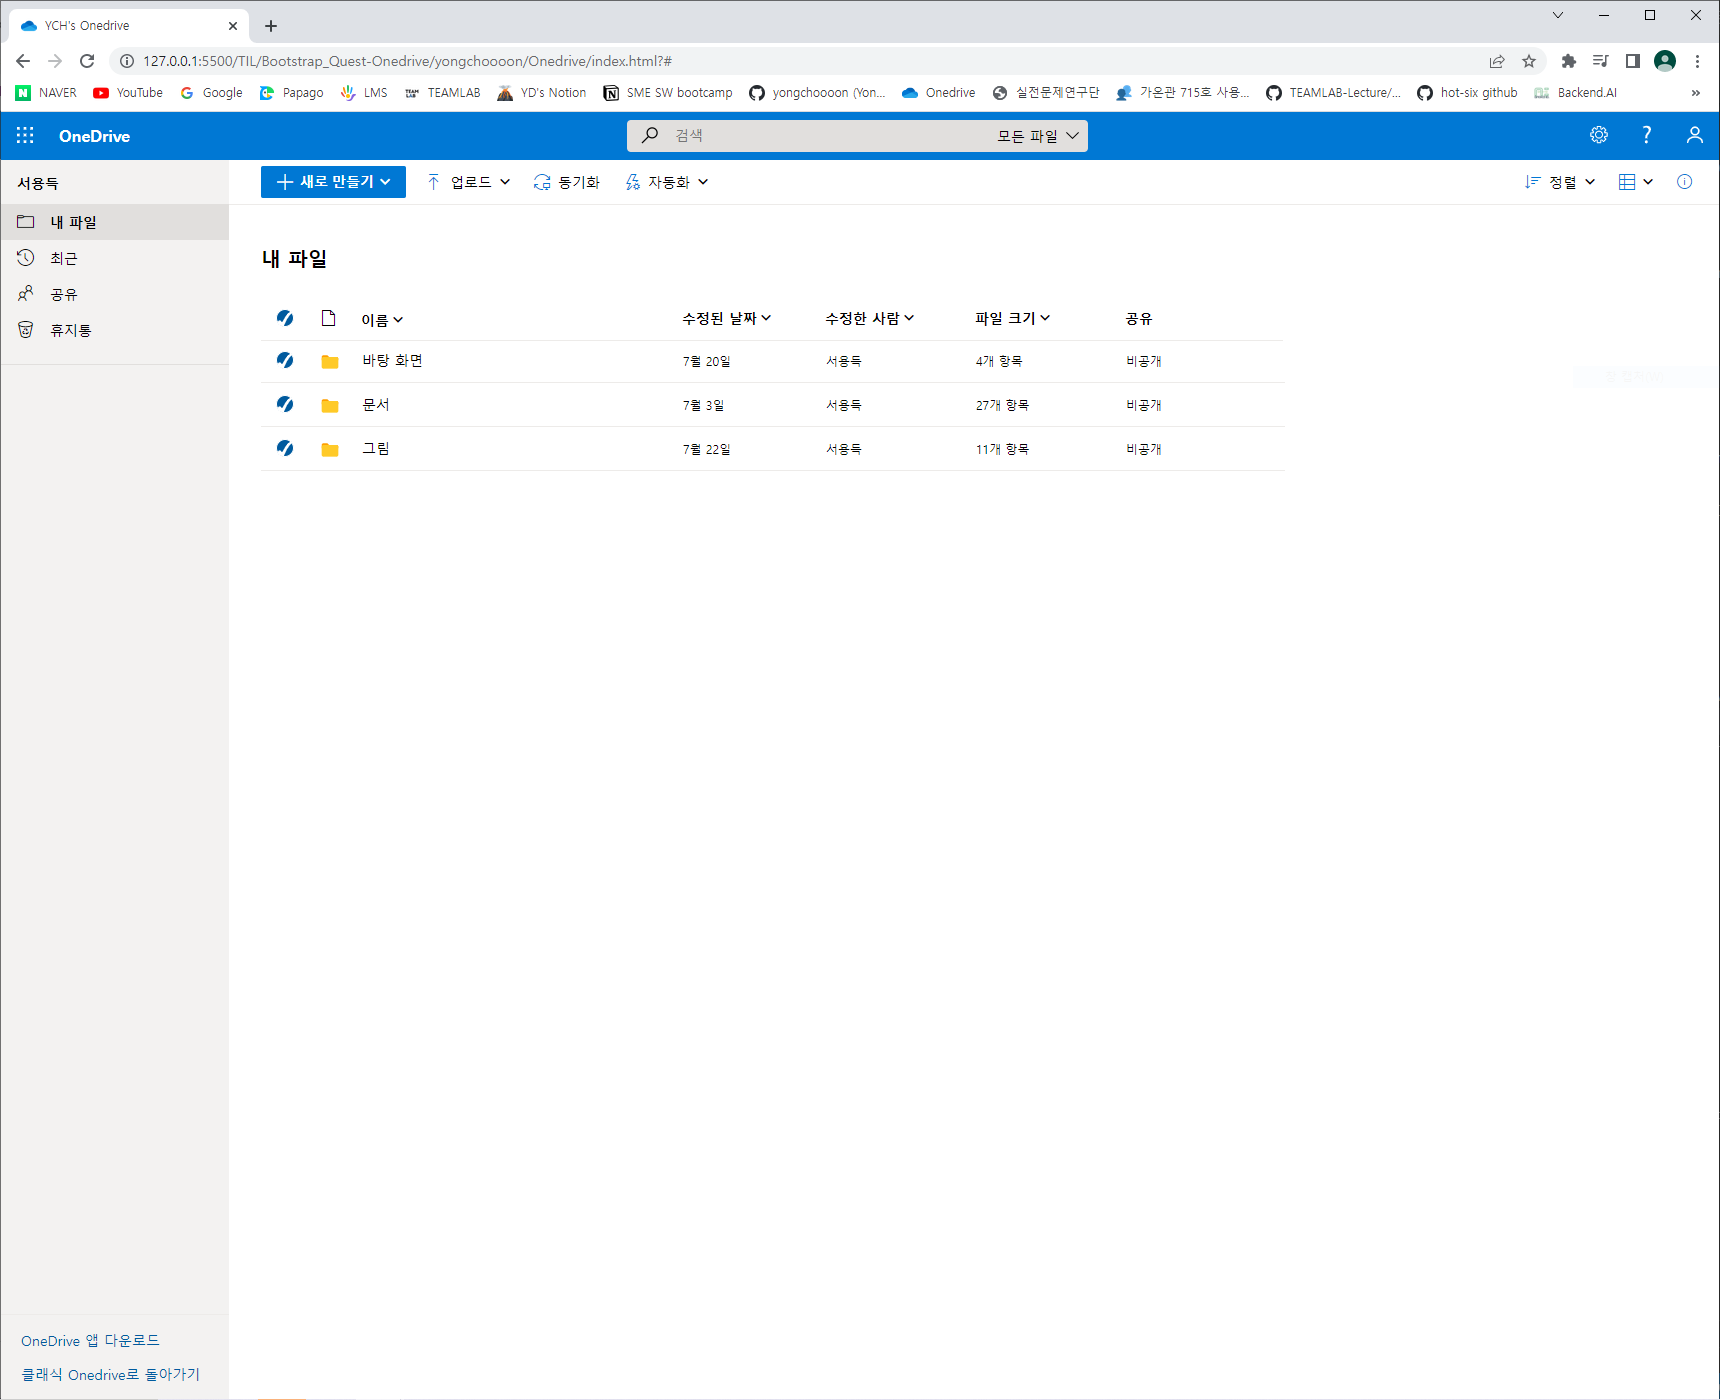 YCH's Onedrive
127.0.0.1:5500/TIL/Bootstrap_Quest-Onedrive/yongchoooon/Onedrive/index.html?#
NAVER YouTube Google Papago LMS TEAMLAB YD's Notion SME SW bootcamp yongchoooon (Yon... Onedrive 실전문제연구단 가온관 715호 사용... TEAMLAB-Lecture/... hot-six github Backend.AI »
OneDrive 검색 모든 파일 ?
서용득 새로 만들기 업로드 동기화 자동화 정렬
내 파일
최근
공유
휴지통
내 파일
이름 수정된 날짜 수정한 사람 파일 크기 공유
바탕 화면 7월 20일 서용득 4개 항목 비공개
문서 7월 3일 서용득 27개 항목 비공개
그림 7월 22일 서용득 11개 항목 비공개
OneDrive 앱 다운로드
클래식 Onedrive로 돌아가기